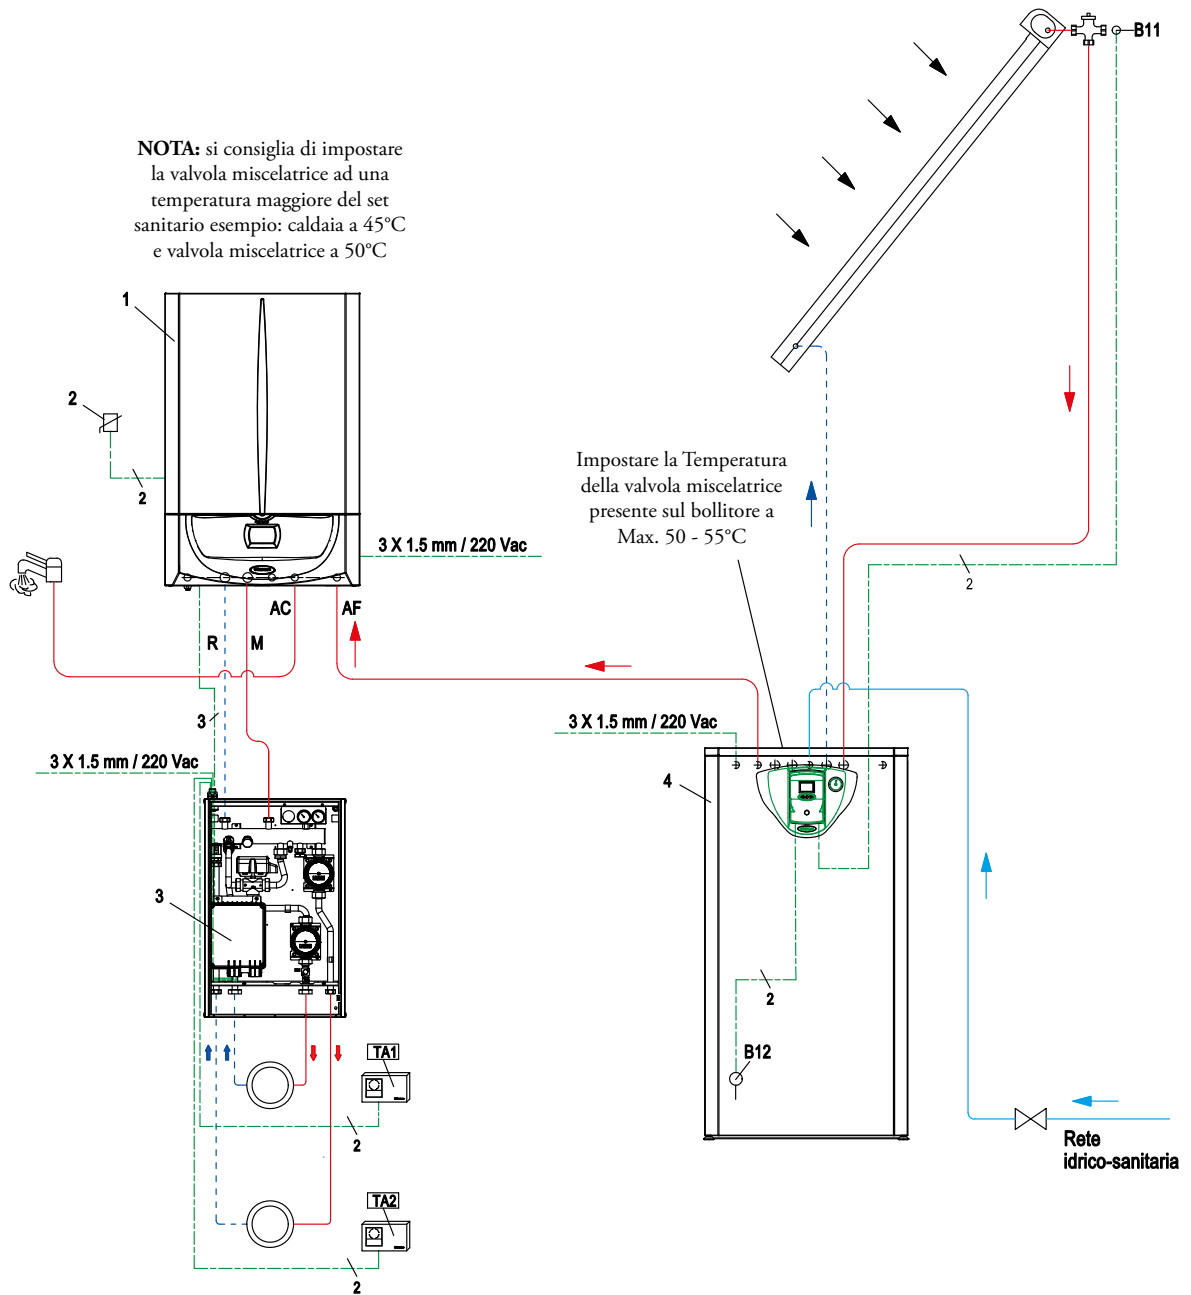 B11
NOTA: si consiglia di impostare
la valvola miscelatrice ad una
temperatura maggiore del set
sanitario esempio: caldaia a 45°C
e valvola miscelatrice a 50°C
1
2
2
Impostare la Temperatura
della valvola miscelatrice
presente sul bollitore a
Max. 50 - 55°C
3 X 1.5 mm / 220 Vac
2
AC
AF
R
M
3
3 X 1.5 mm / 220 Vac
3 X 1.5 mm / 220 Vac
4
3
2
B12
TA1
2
Rete
idrico-sanitaria
TA2
2